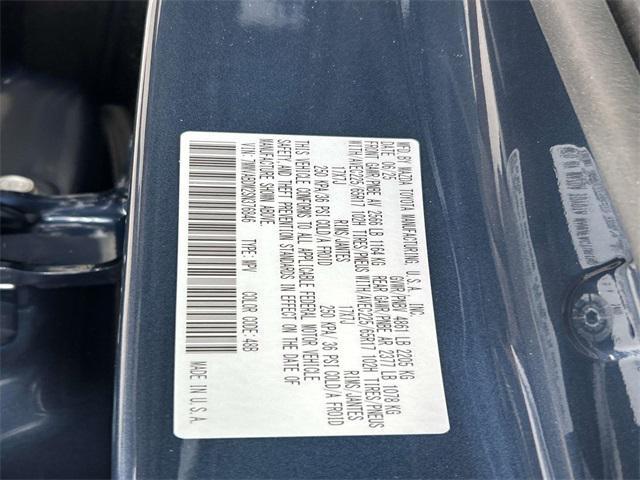 MFG. BY MAZDA TOYOTA MANUFACTURING, U.S.A., INC.
DATE: 06/25 GVWR/PNBV 4861 LB 2205 KG
FRONT GAWR/PNBE AV 2566 LB 1164 KG REAR GAWR/PNBE AR 2377 LB 1078 KG
WITH/AVEC225/65R17 102H TIRES/PNEUS WITH/AVEC225/65R17 102H TIRES/PNEUS
17X7J RIMS/JANTES 17X7J RIMS/JANTES
250 KPA/36 PSI COLD/A FROID 250 KPA/36 PSI COLD/A FROID
THIS VEHICLE CONFORMS TO ALL APPLICABLE FEDERAL MOTOR VEHICLE
SAFETY AND THEFT PREVENTION STANDARDS IN EFFECT ON THE DATE OF
MANUFACTURE SHOWN ABOVE.
VIN: TYPE: MPV COLOR CODE: 48B
MADE IN U.S.A.